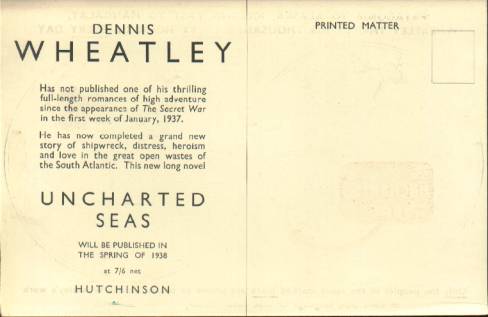 DENNIS
WHEATLEY
Has not published one of his thrilling
full-length romances of high adventure
since the appearance of The Secret War
in the first week of January, 1937.
He has now completed a grand new
story of shipwreck, distress, heroism
and love in the great open wastes of
the South Atlantic. This new long novel
UNCHARTED
SEAS
WILL BE PUBLISHED IN
THE SPRING OF 1938
at 7/6 net
HUTCHINSON
PRINTED MATTER